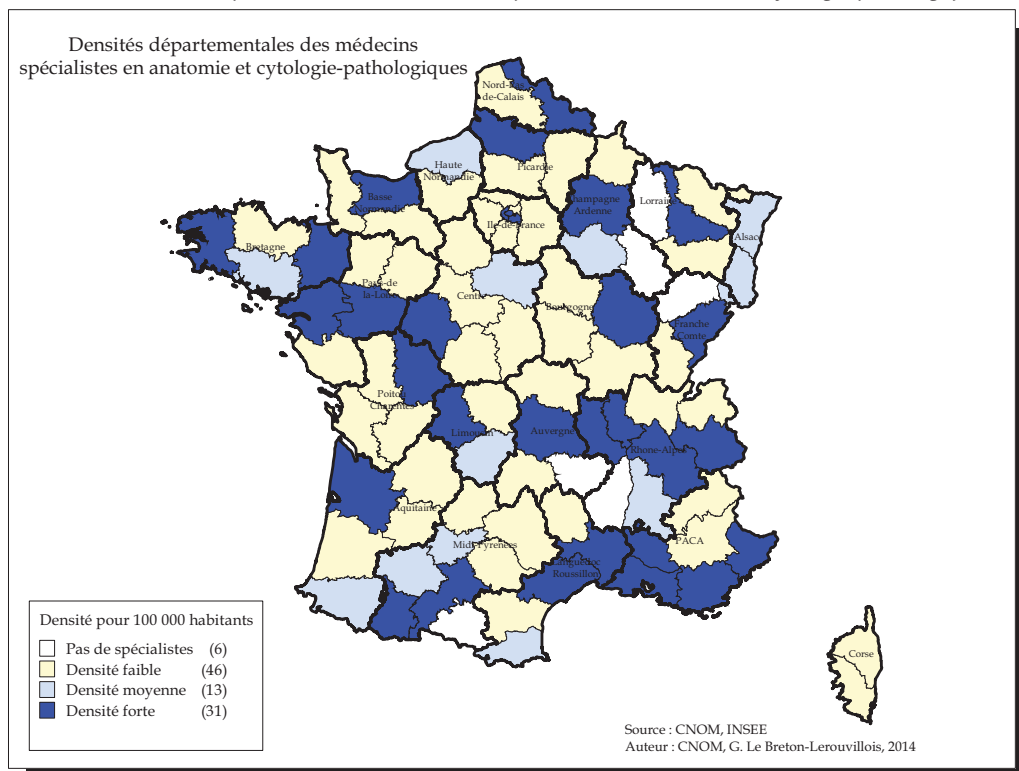 Densités départementales des médecins
spécialistes en anatomie et cytologie-pathologiques
Nord-Pas
de-Calais
Picardie
Haute
Normandie
Basse
Normandie
Champagne
Ardenne
Lorraine
Ile-de-France
Alsace
Bretagne
Pays-de
la-Loire
Centre
Bourgogne
Franche
Comte
Poitou
Charentes
Limousin
Auvergne
Rhone-Alpes
Aquitaine
Midi-Pyrenees
PACA
Languedoc
Roussillon
Corse
Densité pour 100 000 habitants
Pas de spécialistes (6)
Densité faible (46)
Densité moyenne (13)
Densité forte (31)
Source : CNOM, INSEE
Auteur : CNOM, G. Le Breton-Lerouvillois, 2014